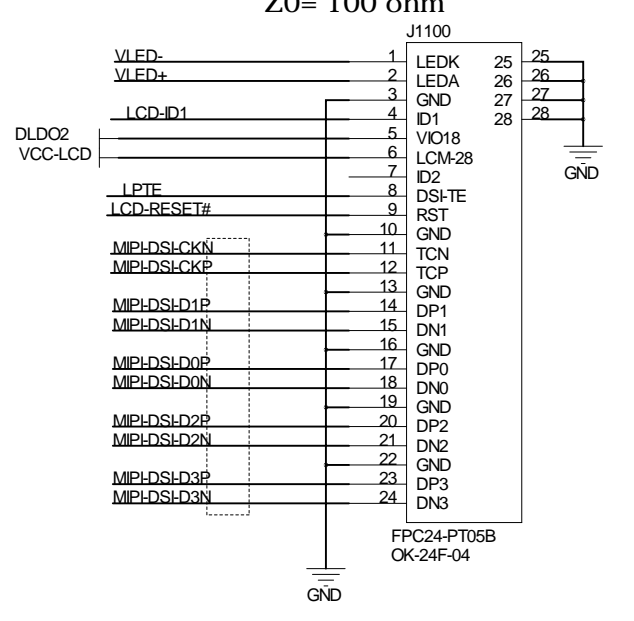 Z0= 100 ohm
J1100
VLED- 1 LEDK 25 25
VLED+ 2 LEDA 26 26
3 GND 27 27
LCD-ID1 4 ID1 28 28
DLDO2 5 VIO18
VCC-LCD 6 LCM-28
7 ID2
GND
LPTE 8 DSI-TE
LCD-RESET# 9 RST
10 GND
MIPI-DSI-CKN 11 TCN
MIPI-DSI-CKP 12 TCP
13 GND
MIPI-DSI-D1P 14 DP1
MIPI-DSI-D1N 15 DN1
16 GND
MIPI-DSI-D0P 17 DP0
MIPI-DSI-D0N 18 DN0
19 GND
MIPI-DSI-D2P 20 DP2
MIPI-DSI-D2N 21 DN2
22 GND
MIPI-DSI-D3P 23 DP3
MIPI-DSI-D3N 24 DN3
FPC24-PT05B
OK-24F-04
GND